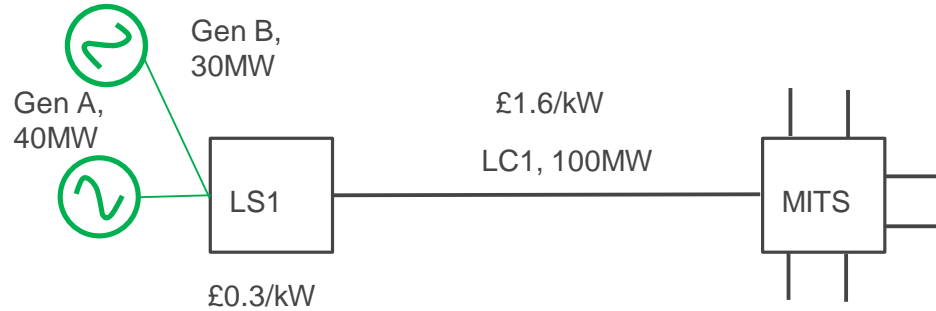 Gen B,
30MW
Gen A,
40MW
£1.6/kW
LC1, 100MW
LS1
MITS
£0.3/kW